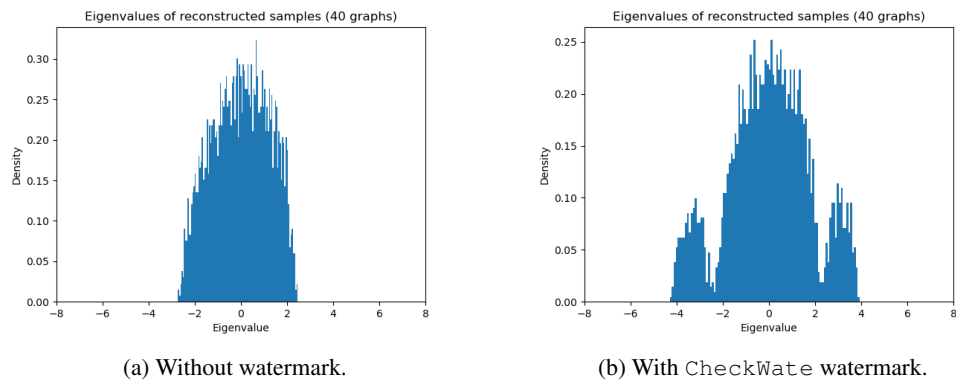 Eigenvalues of reconstructed samples (40 graphs)
0.30
0.25
0.20
0.15
0.10
0.05
0.00
Density
−8 −6 −4 −2 0 2 4 6 8
Eigenvalue
(a) Without watermark.
Eigenvalues of reconstructed samples (40 graphs)
0.25
0.20
0.15
0.10
0.05
0.00
Density
−8 −6 −4 −2 0 2 4 6 8
Eigenvalue
(b) With CheckWate watermark.